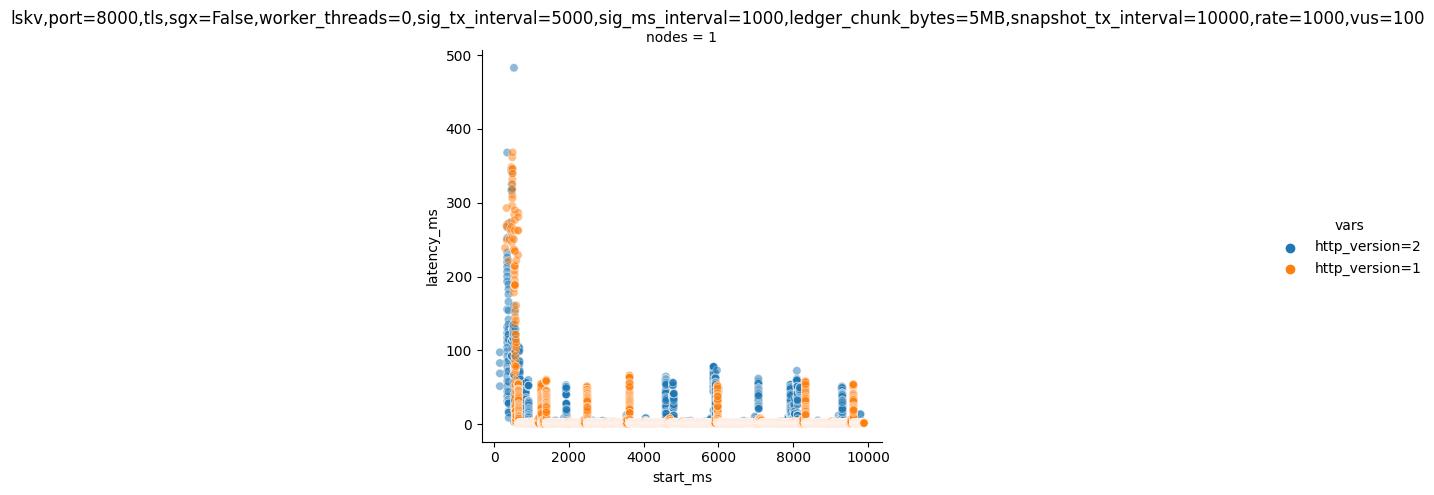 lskv,port=8000,tls,sgx=False,worker_threads=0,sig_tx_interval=5000,sig_ms_interval=1000,ledger_chunk_bytes=5MB,snapshot_tx_interval=10000,rate=1000,vus=100
nodes = 1
500
400
300
200
100
0
latency_ms
0 2000 4000 6000 8000 10000
start_ms
vars
http_version=2
http_version=1